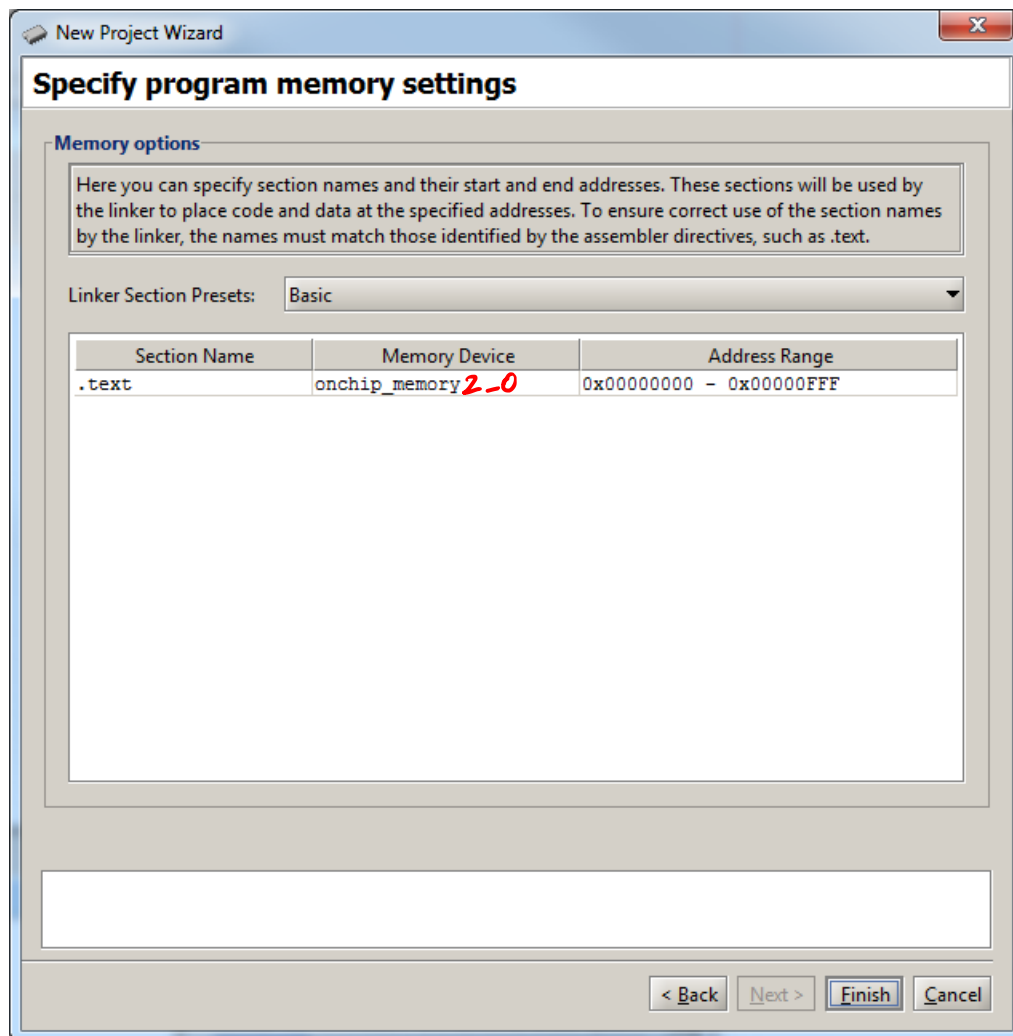 New Project Wizard
Specify program memory settings
Memory options
Here you can specify section names and their start and end addresses. These sections will be used by
the linker to place code and data at the specified addresses. To ensure correct use of the section names
by the linker, the names must match those identified by the assembler directives, such as .text.
Linker Section Presets: Basic
Section Name Memory Device Address Range
.text onchip_memory2_0 0x00000000 - 0x00000FFF
< Back Next > Finish Cancel